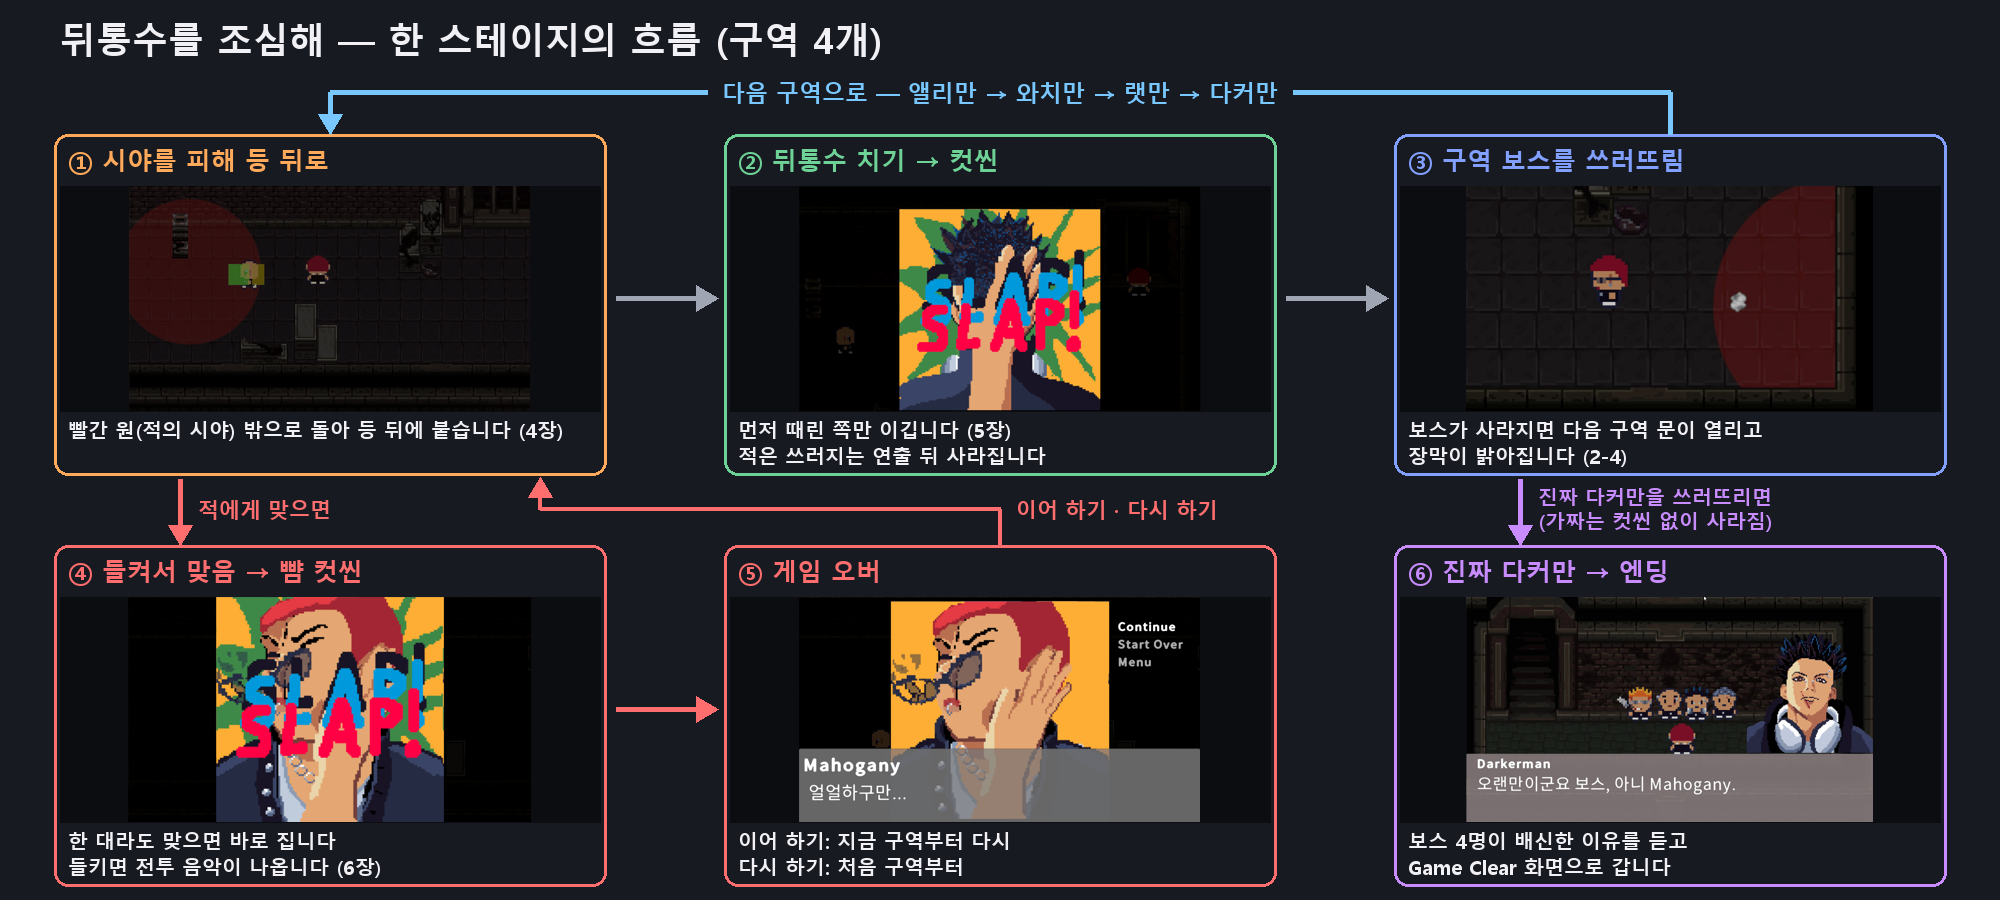 뒤통수를 조심해 — 한 스테이지의 흐름 (구역 4개)
다음 구역으로 — 앨리만 → 와치만 → 랫만 → 다커만
① 시야를 피해 등 뒤로
빨간 원(적의 시야) 밖으로 돌아 등 뒤에 붙습니다 (4장)
② 뒤통수 치기 → 컷씬
SLAP!
SLAP!
먼저 때린 쪽만 이깁니다 (5장)
적은 쓰러지는 연출 뒤 사라집니다
③ 구역 보스를 쓰러뜨림
보스가 사라지면 다음 구역 문이 열리고
장막이 밝아집니다 (2-4)
적에게 맞으면
이어 하기 · 다시 하기
진짜 다커만을 쓰러뜨리면
(가짜는 컷씬 없이 사라짐)
④ 들켜서 맞음 → 뺨 컷씬
SLAP!
SLAP!
한 대라도 맞으면 바로 집니다
들키면 전투 음악이 나옵니다 (6장)
⑤ 게임 오버
Continue
Start Over
Menu
Mahogany
얼얼하구만...
이어 하기: 지금 구역부터 다시
다시 하기: 처음 구역부터
⑥ 진짜 다커만 → 엔딩
Darkerman
오랜만이군요 보스, 아니 Mahogany.
보스 4명이 배신한 이유를 듣고
Game Clear 화면으로 갑니다